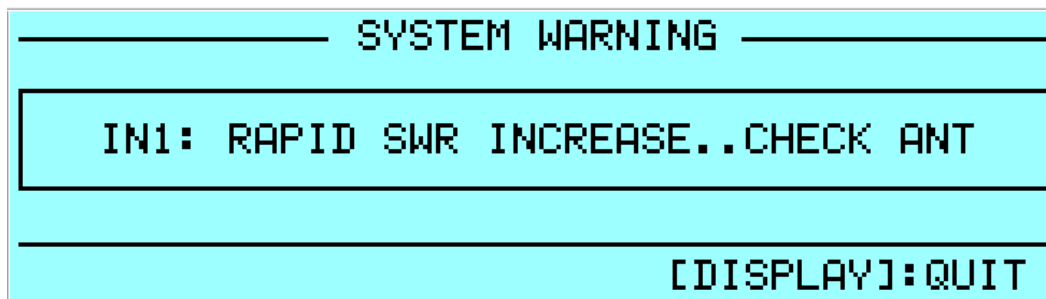 SYSTEM WARNING
IN1: RAPID SWR INCREASE..CHECK ANT
[DISPLAY]:QUIT